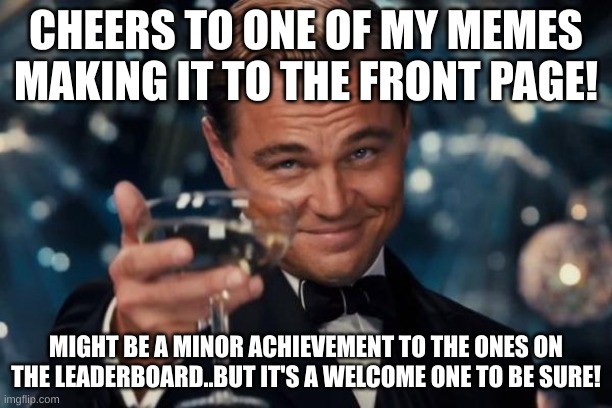 CHEERS TO ONE OF MY MEMES
MAKING IT TO THE FRONT PAGE!
MIGHT BE A MINOR ACHIEVEMENT TO THE ONES ON
THE LEADERBOARD..BUT IT'S A WELCOME ONE TO BE SURE!
imgflip.com